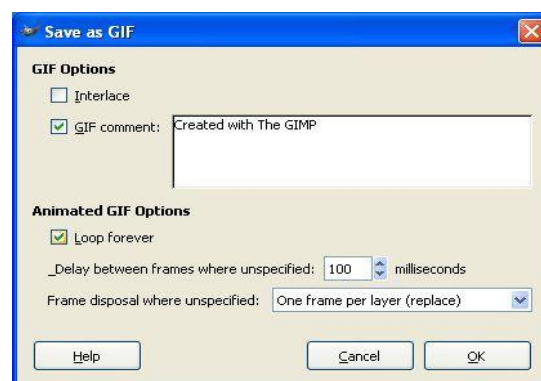 Save as GIF
GIF Options
Interlace
GIF comment: Created with The GIMP
Animated GIF Options
Loop forever
_Delay between frames where unspecified: 100 milliseconds
Frame disposal where unspecified: One frame per layer (replace)
Help Cancel OK